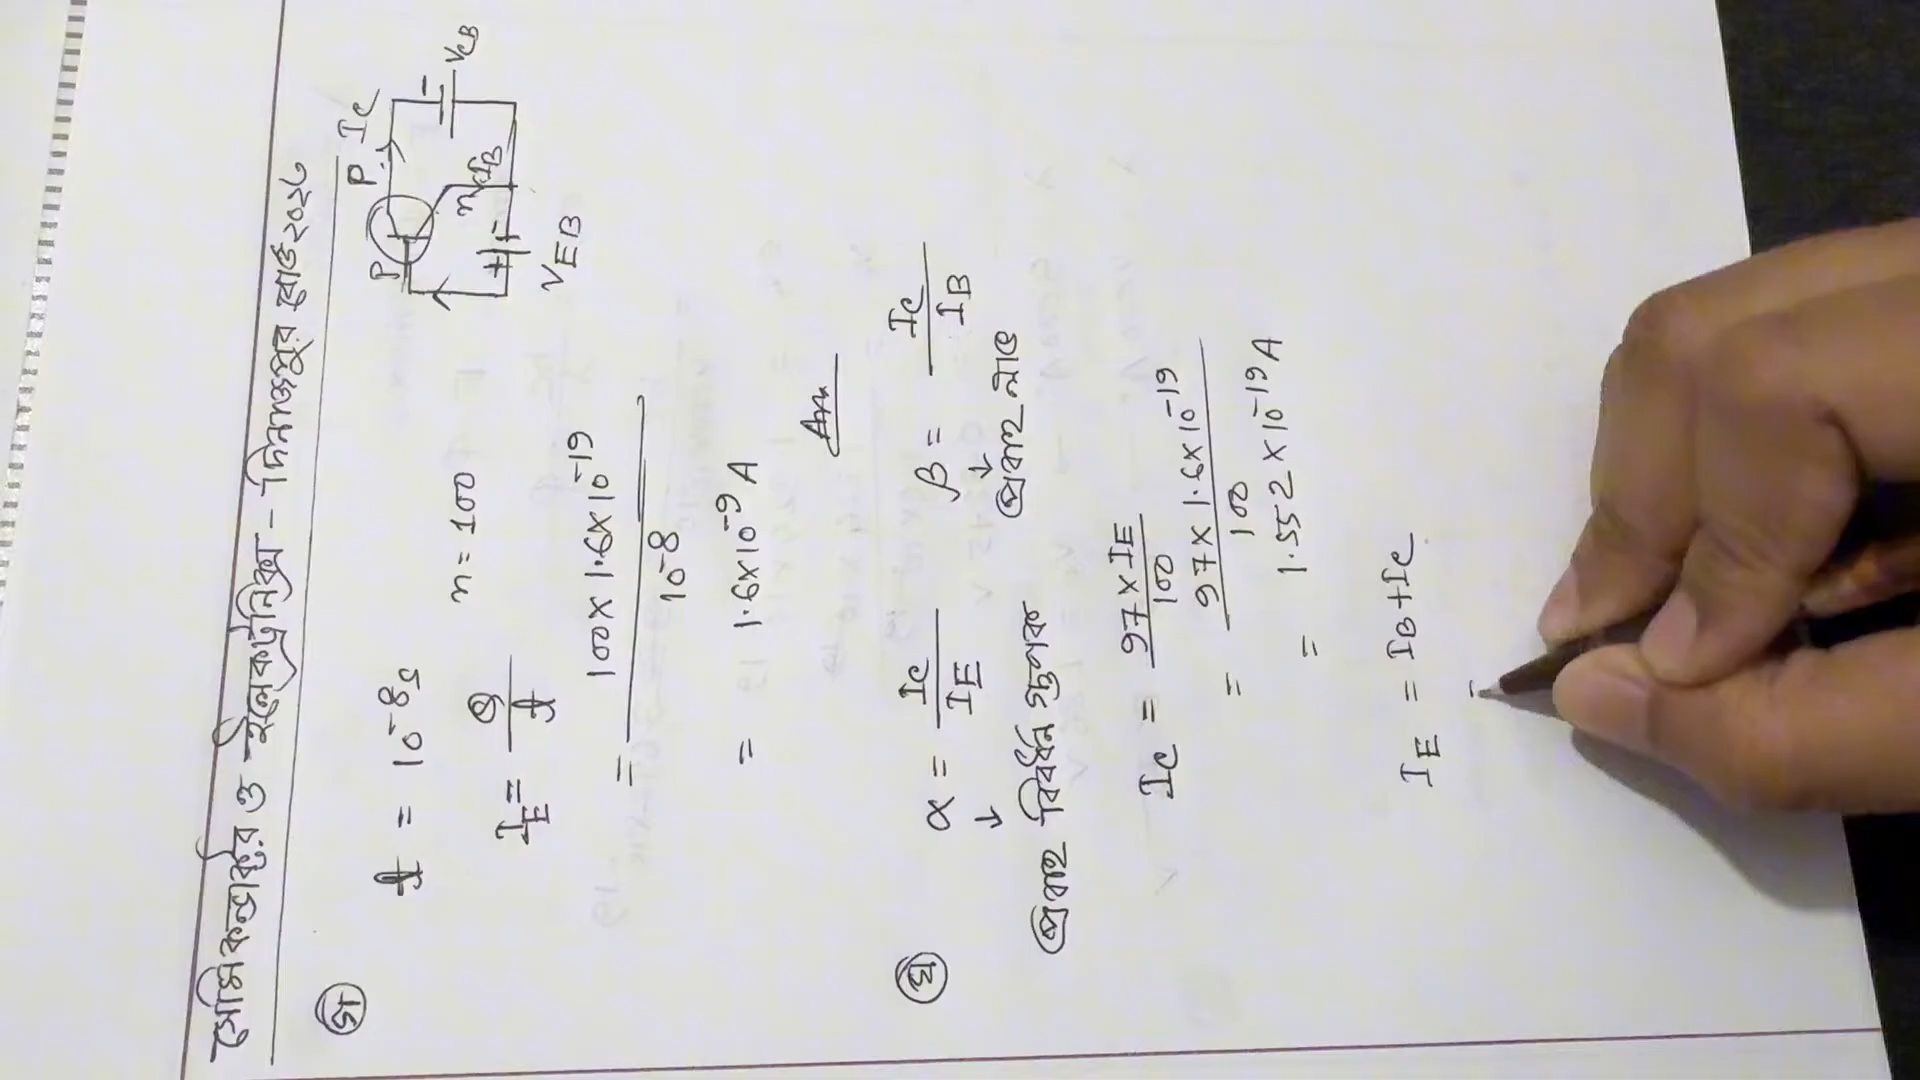 সেমিকন্ডাক্টর ও ইলেকট্রনিক্স - দিনাজপুর বোর্ড ২০১৬
গ
t = 10⁻⁸ s
n = 100
P P I_C
n I_B
V_CB
V_EB
I_E = Q/t
= 100 × 1.6 × 10⁻¹⁹ / 10⁻⁸
= 1.6 × 10⁻⁹ A
Ans
ঘ
α = I_C/I_E β = I_C/I_B
↓ ↓
প্রবাহ বিবর্ধন গুণক প্রবাহ লাভ
I_C = 97 × I_E / 100
= 97 × 1.6 × 10⁻¹⁹ / 100
= 1.552 × 10⁻¹⁹ A
I_E = I_B + I_C